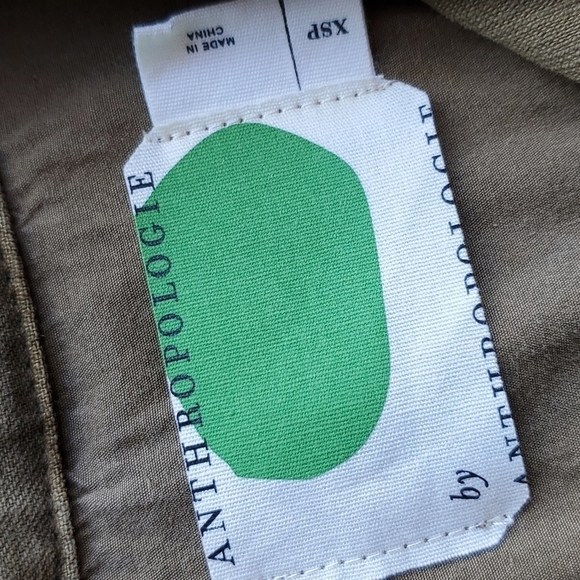 XSP
MADE IN
CHINA
ANTHROPOLOGIE
by
ANTHROPOLOGIE